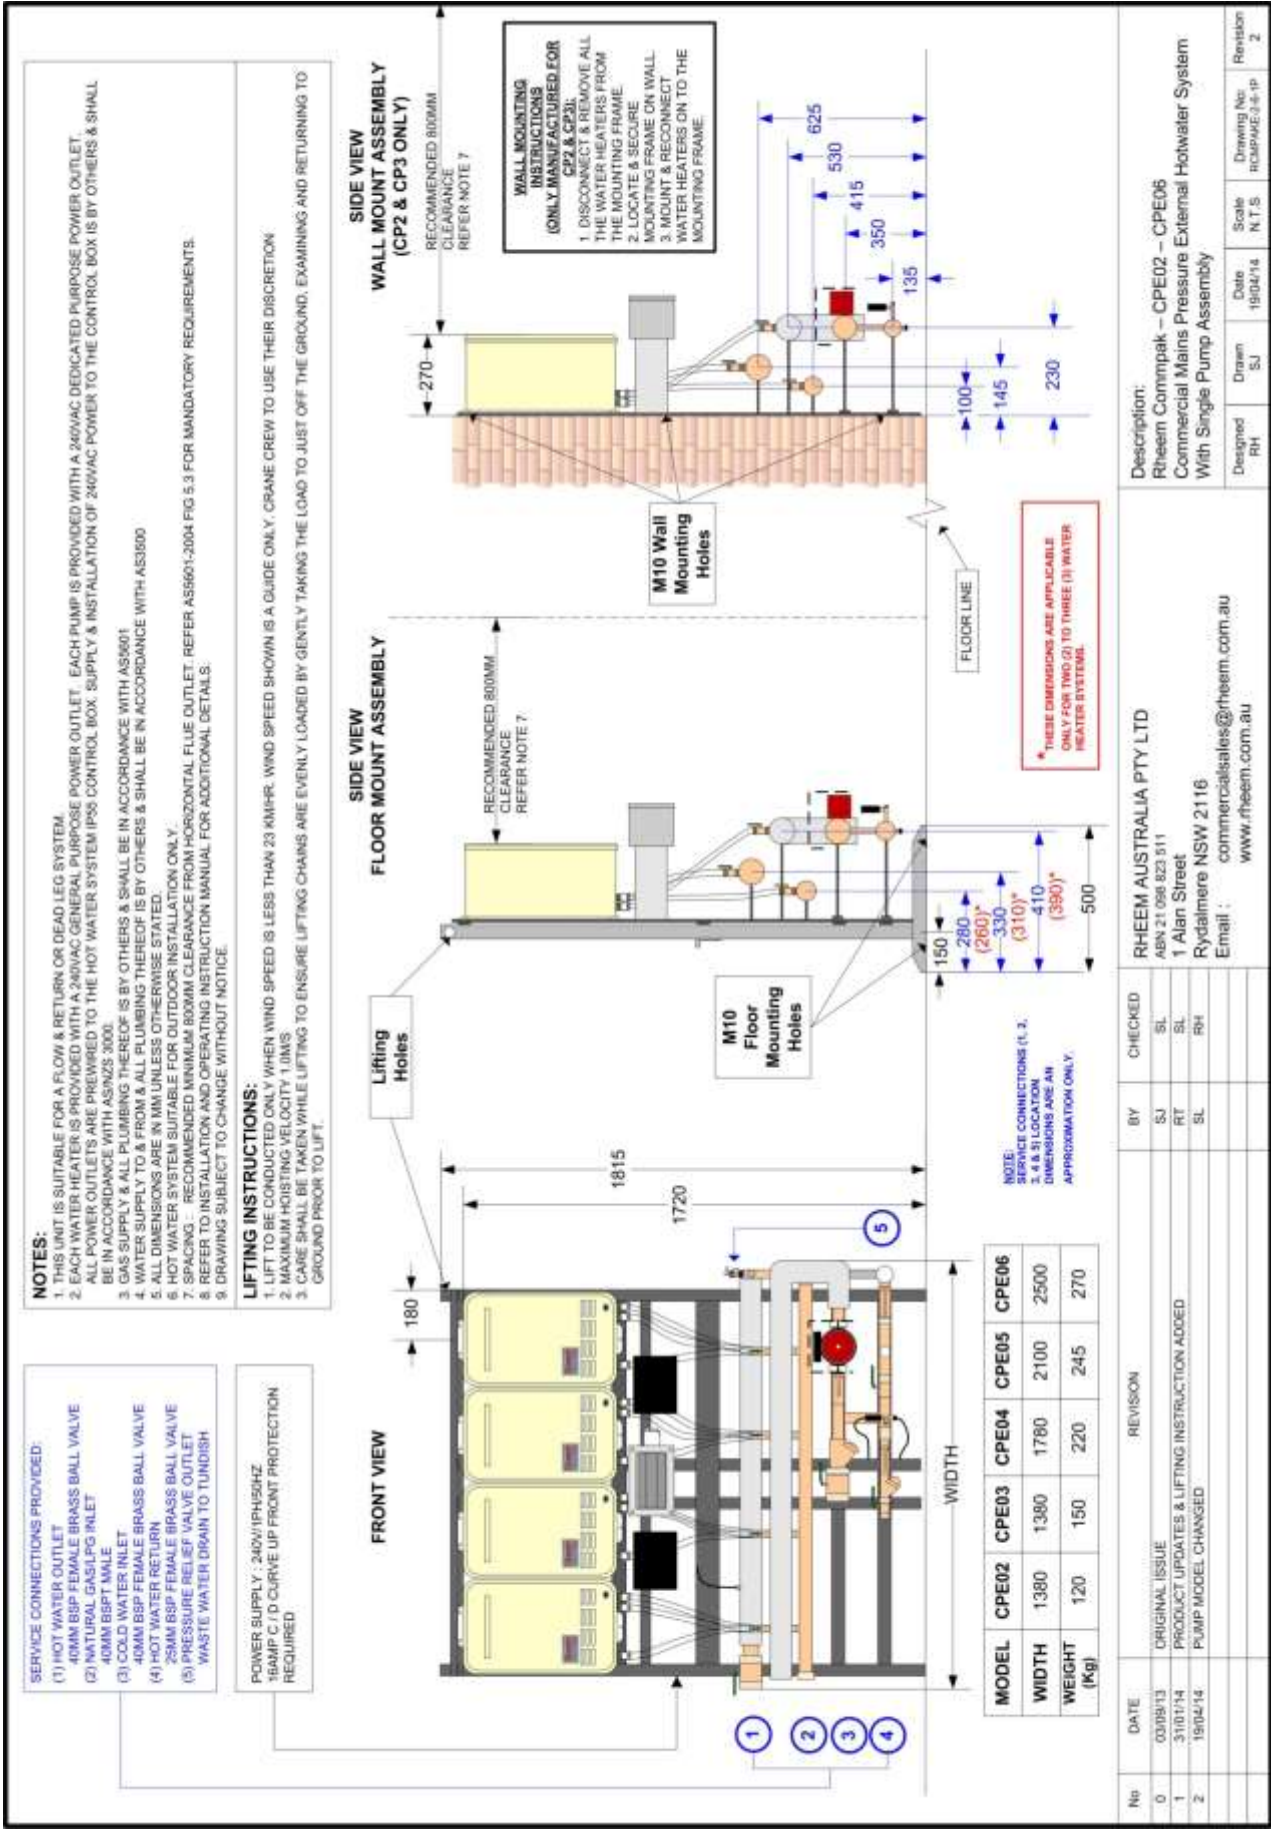 SERVICE CONNECTIONS PROVIDED:
(1) HOT WATER OUTLET
40MM BSP FEMALE BRASS BALL VALVE
(2) NATURAL GAS/LPG INLET
40MM BSPT MALE
(3) COLD WATER INLET
40MM BSP FEMALE BRASS BALL VALVE
(4) HOT WATER RETURN
25MM BSP FEMALE BRASS BALL VALVE
(5) PRESSURE RELIEF VALVE OUTLET
WASTE WATER DRAIN TO TUNDISH
POWER SUPPLY : 240V/1PH/50HZ
16AMP C / D CURVE UP FRONT PROTECTION
REQUIRED
NOTES:
1. THIS UNIT IS SUITABLE FOR A FLOW & RETURN OR DEAD LEG SYSTEM.
2. EACH WATER HEATER IS PROVIDED WITH A 240VAC GENERAL PURPOSE POWER OUTLET. EACH PUMP IS PROVIDED WITH A 240VAC DEDICATED PURPOSE POWER OUTLET.
ALL POWER OUTLETS ARE PREWIRED TO THE HOT WATER SYSTEM IP56 CONTROL BOX. SUPPLY & INSTALLATION OF 240VAC POWER TO THE CONTROL BOX IS BY OTHERS & SHALL
BE IN ACCORDANCE WITH AS/NZS 3000.
3. GAS SUPPLY & ALL PLUMBING THEREOF IS BY OTHERS & SHALL BE IN ACCORDANCE WITH AS5601
4. WATER SUPPLY TO & FROM & ALL PLUMBING THEREOF IS BY OTHERS & SHALL BE IN ACCORDANCE WITH AS3500
5. ALL DIMENSIONS ARE IN MM UNLESS OTHERWISE STATED.
6. HOT WATER SYSTEM SUITABLE FOR OUTDOOR INSTALLATION ONLY.
7. SPACING : RECOMMENDED MINIMUM 800MM CLEARANCE FROM HORIZONTAL FLUE OUTLET. REFER AS5601-2004 FIG 5.3 FOR MANDATORY REQUIREMENTS.
8. REFER TO INSTALLATION AND OPERATING INSTRUCTION MANUAL FOR ADDITIONAL DETAILS.
9. DRAWING SUBJECT TO CHANGE WITHOUT NOTICE.
LIFTING INSTRUCTIONS:
1. LIFT TO BE CONDUCTED ONLY WHEN WIND SPEED IS LESS THAN 23 KM/HR. WIND SPEED SHOWN IS A GUIDE ONLY. CRANE CREW TO USE THEIR DISCRETION
2. MAXIMUM HOISTING VELOCITY 1.0M/S
3. CARE SHALL BE TAKEN WHILE LIFTING TO ENSURE LIFTING CHAINS ARE EVENLY LOADED BY GENTLY TAKING THE LOAD TO JUST OFF THE GROUND, EXAMINING AND RETURNING TO
GROUND PRIOR TO LIFT.
FRONT VIEW
180
Lifting
Holes
1815
1720
WIDTH
1
2
3
4
5
SIDE VIEW
FLOOR MOUNT ASSEMBLY
RECOMMENDED 800MM
CLEARANCE
REFER NOTE 7
M10
Floor
Mounting
Holes
150
280
(260)*
330
(310)*
410
(390)*
500
SIDE VIEW
WALL MOUNT ASSEMBLY
(CP2 & CP3 ONLY)
RECOMMENDED 800MM
CLEARANCE
REFER NOTE 7
270
M10 Wall
Mounting
Holes
FLOOR LINE
WALL MOUNTING
INSTRUCTIONS
(ONLY MANUFACTURED FOR
CP2 & CP3):
1. DISCONNECT & REMOVE ALL
THE WATER HEATERS FROM
THE MOUNTING FRAME.
2. LOCATE & SECURE
MOUNTING FRAME ON WALL.
3. MOUNT & RECONNECT
WATER HEATERS ON TO THE
MOUNTING FRAME.
625
530
415
350
135
100
145
230
MODEL CPE02 CPE03 CPE04 CPE05 CPE06
WIDTH 1380 1380 1780 2100 2500
WEIGHT (Kg) 120 150 220 245 270
NOTE:
SERVICE CONNECTIONS (1, 2,
3, 4 & 5) LOCATION
DIMENSIONS ARE AN
APPROXIMATION ONLY.
* THESE DIMENSIONS ARE APPLICABLE
ONLY FOR TWO (2) TO THREE (3) WATER
HEATER SYSTEMS.
No DATE REVISION BY CHECKED
0 03/09/13 ORIGINAL ISSUE SJ SL
1 31/01/14 PRODUCT UPDATES & LIFTING INSTRUCTION ADDED RT SL
2 19/04/14 PUMP MODEL CHANGED SL RH
RHEEM AUSTRALIA PTY LTD
ABN 21 098 823 511
1 Alan Street
Rydalmere NSW 2116
Email : commercialsales@rheem.com.au
www.rheem.com.au
Description:
Rheem Commpak – CPE02 – CPE06
Commercial Mains Pressure External Hotwater System
With Single Pump Assembly
Designed Drawn Date Scale Drawing No: Revision
RH SJ 19/04/14 N.T.S. RCMPAKE-2-6-1P 2